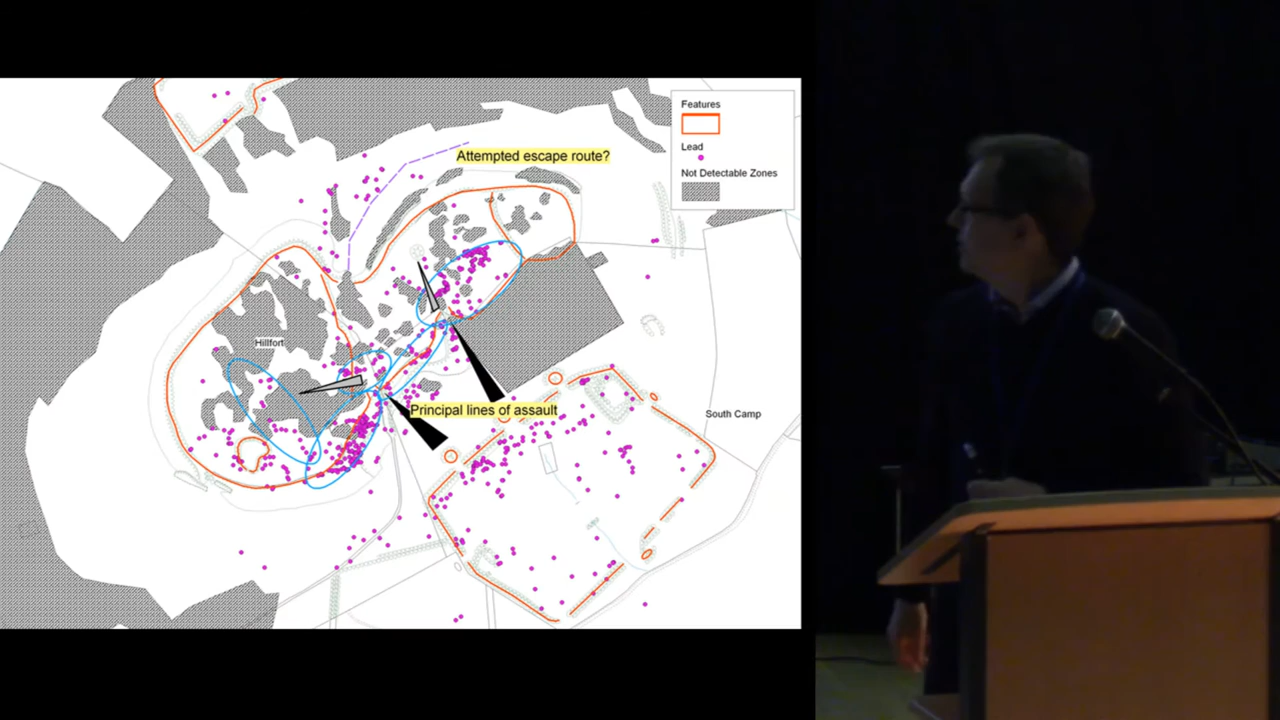 Features
Lead
Not Detectable Zones
Attempted escape route?
Hillfort
Principal lines of assault
South Camp